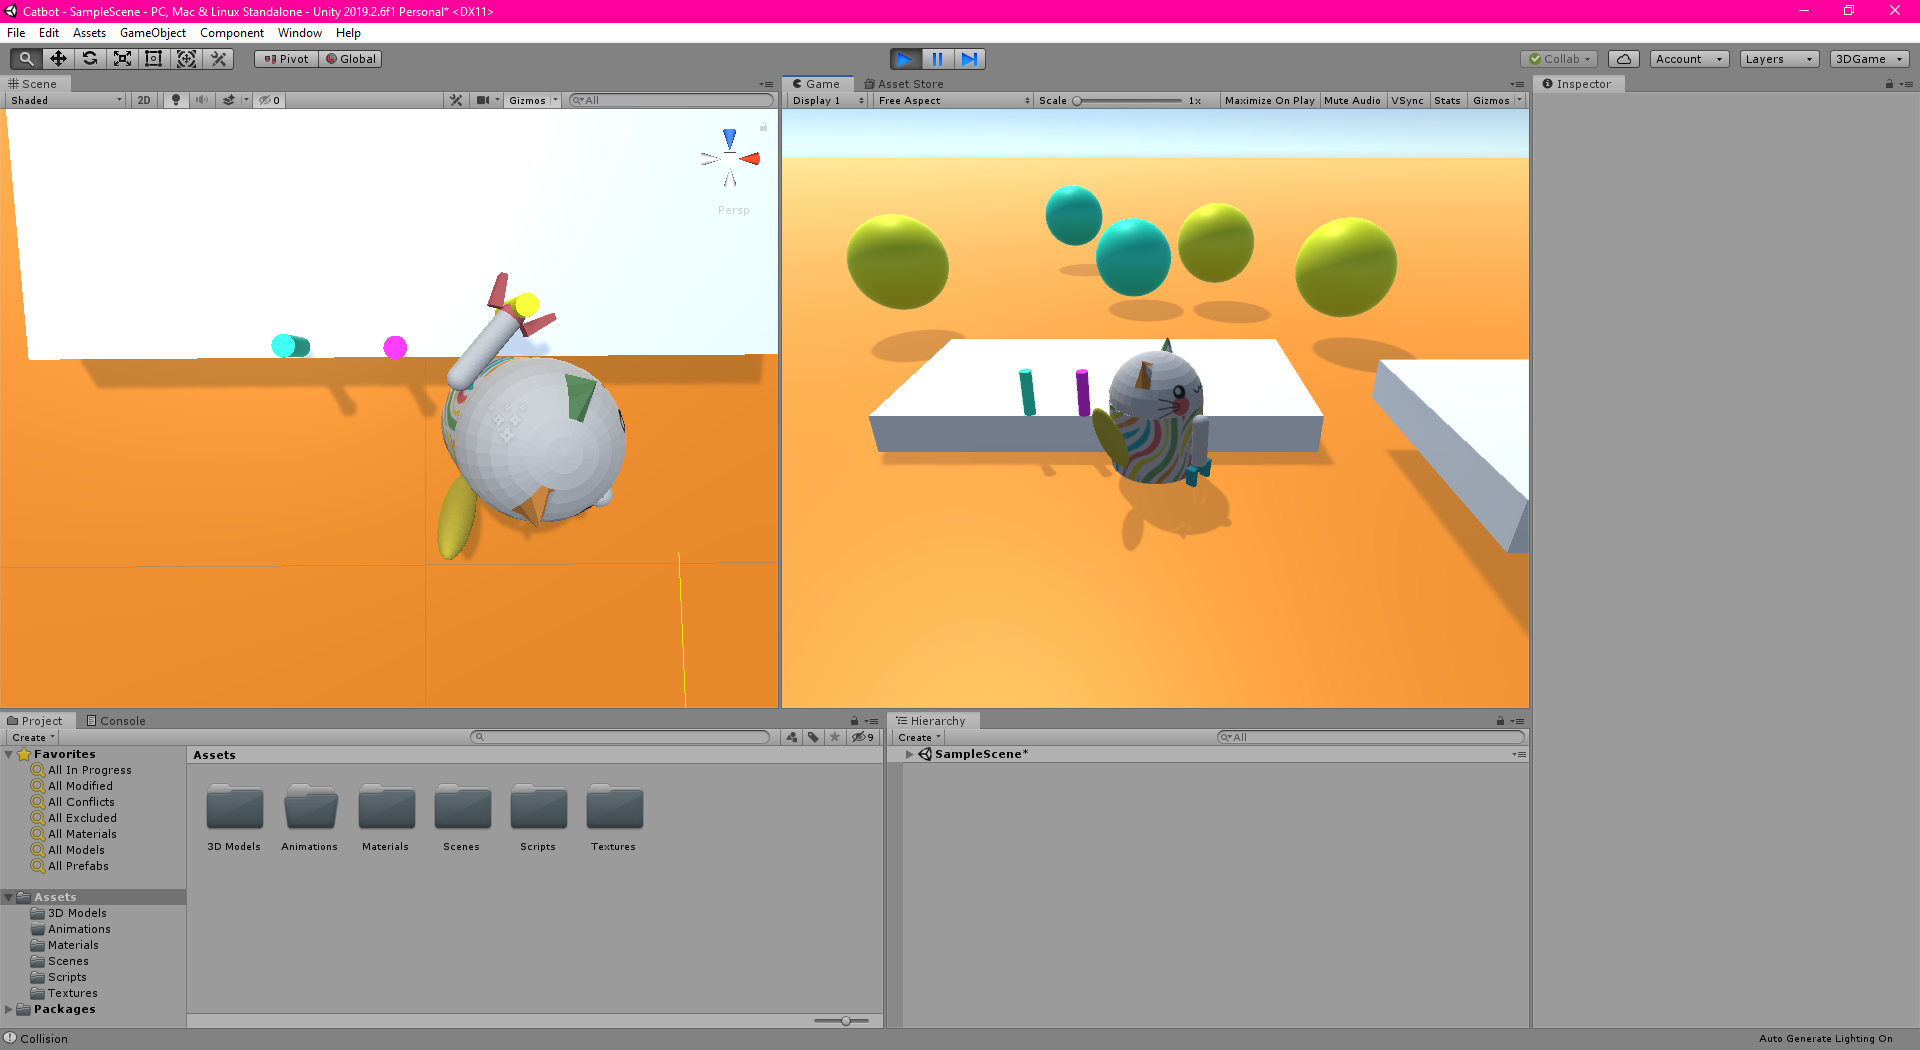 Catbot - SampleScene - PC, Mac & Linux Standalone - Unity 2019.2.6f1 Personal* <DX11>
File Edit Assets GameObject Component Window Help
Pivot Global Collab Account Layers 3DGame
Scene
Shaded 2D 0 Gizmos All
Persp
Game Asset Store
Display 1 Free Aspect Scale 1x Maximize On Play Mute Audio VSync Stats Gizmos
Inspector
Project Console
Create 9
Favorites
All In Progress
All Modified
All Conflicts
All Excluded
All Materials
All Models
All Prefabs
Assets
3D Models
Animations
Materials
Scenes
Scripts
Textures
Packages
Assets
3D Models Animations Materials Scenes Scripts Textures
Hierarchy
Create All
SampleScene*
Collision
Auto Generate Lighting On